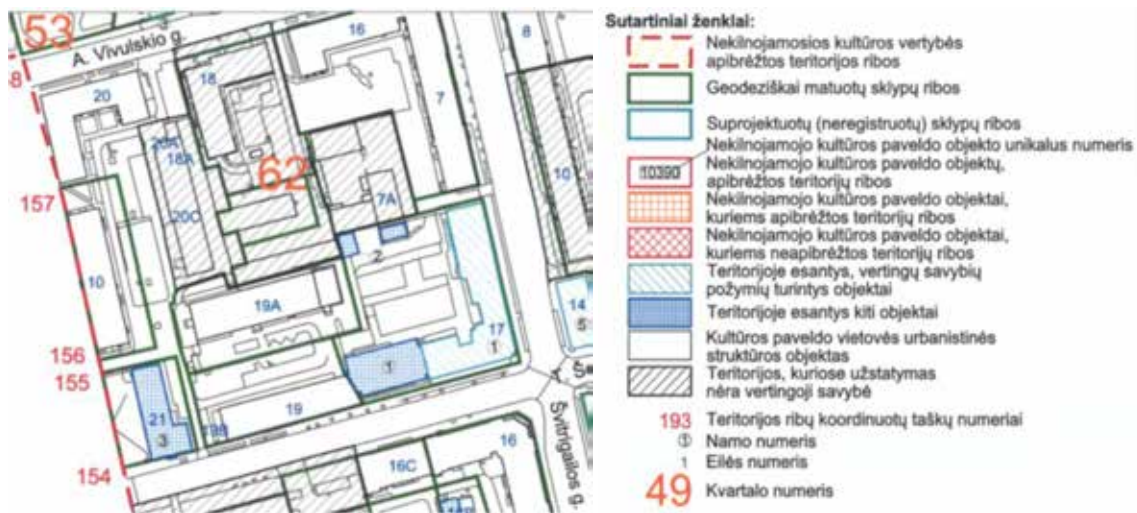 53
A. Vivulskio g.
8
16
8
18
20
7
20A
18A
10
62
157
7A
20C
2
10
19A
14
17
5
1
156
155
1
A.
19
21
19B
3
Švitrigailos g.
16
154
16C
Sutartiniai ženklai:
Nekilnojamosios kultūros vertybės
apibrėžtos teritorijos ribos
Geodeziškai matuotų sklypų ribos
Suprojektuotų (neregistruotų) sklypų ribos
Nekilnojamojo kultūros paveldo objekto unikalus numeris
10390
Nekilnojamojo kultūros paveldo objektų,
apibrėžtos teritorijų ribos
Nekilnojamojo kultūros paveldo objektai,
kuriems apibrėžtos teritorijų ribos
Nekilnojamojo kultūros paveldo objektai,
kuriems neapibrėžtos teritorijų ribos
Teritorijoje esantys, vertingų savybių
požymių turintys objektai
Teritorijoje esantai kiti objektai
Kultūros paveldo vietovės urbanistinės
struktūros objektas
Teritorijos, kuriose užstatymas
nėra vertingoji savybė
193 Teritorijos ribų koordinuotų taškų numeriai
① Namo numeris
1 Eilės numeris
49 Kvartalo numeris